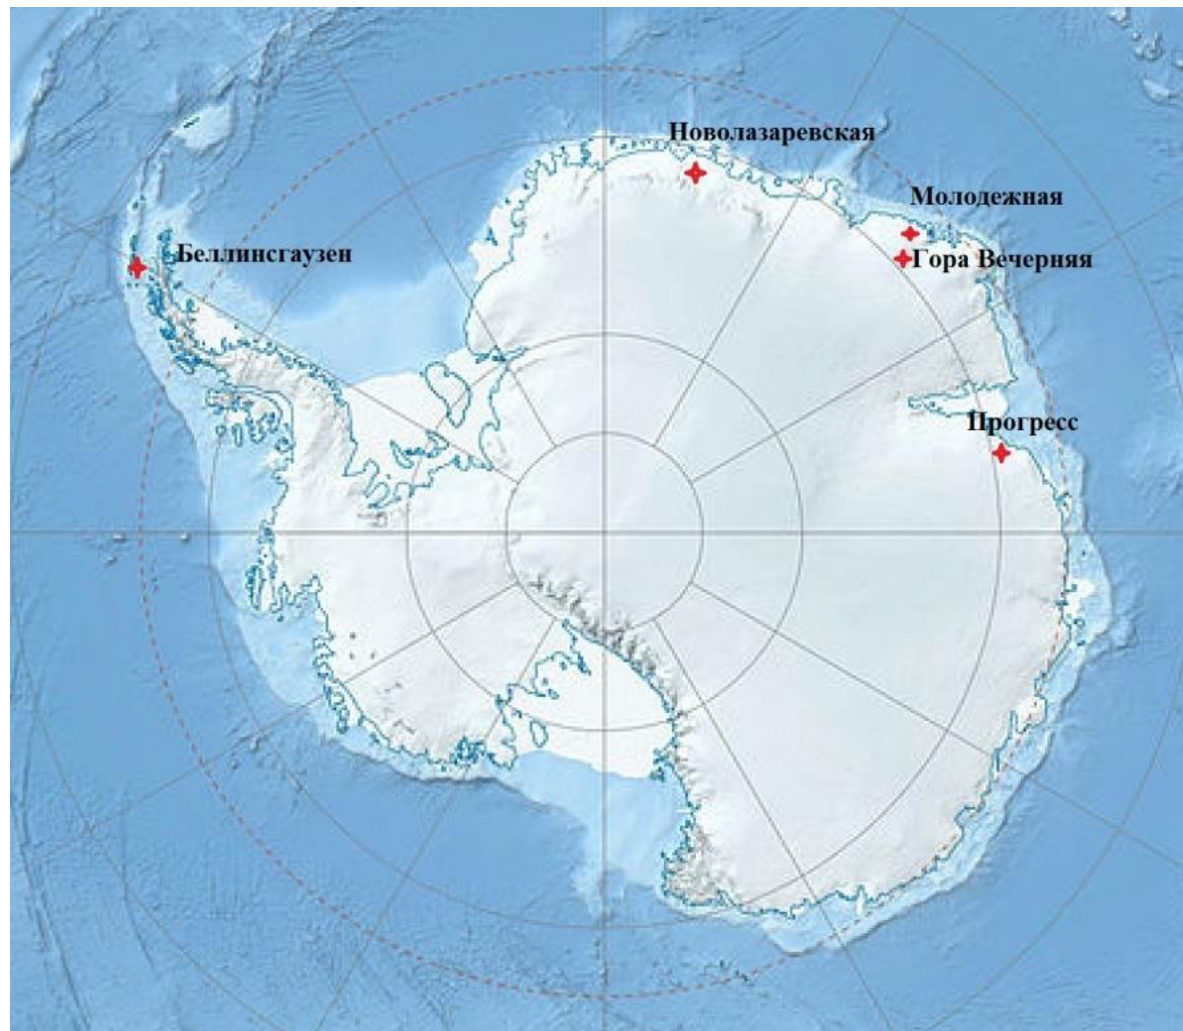 Новолазаревская
Молодежная
Беллинсгаузен
Гора Вечерняя
Прогресс